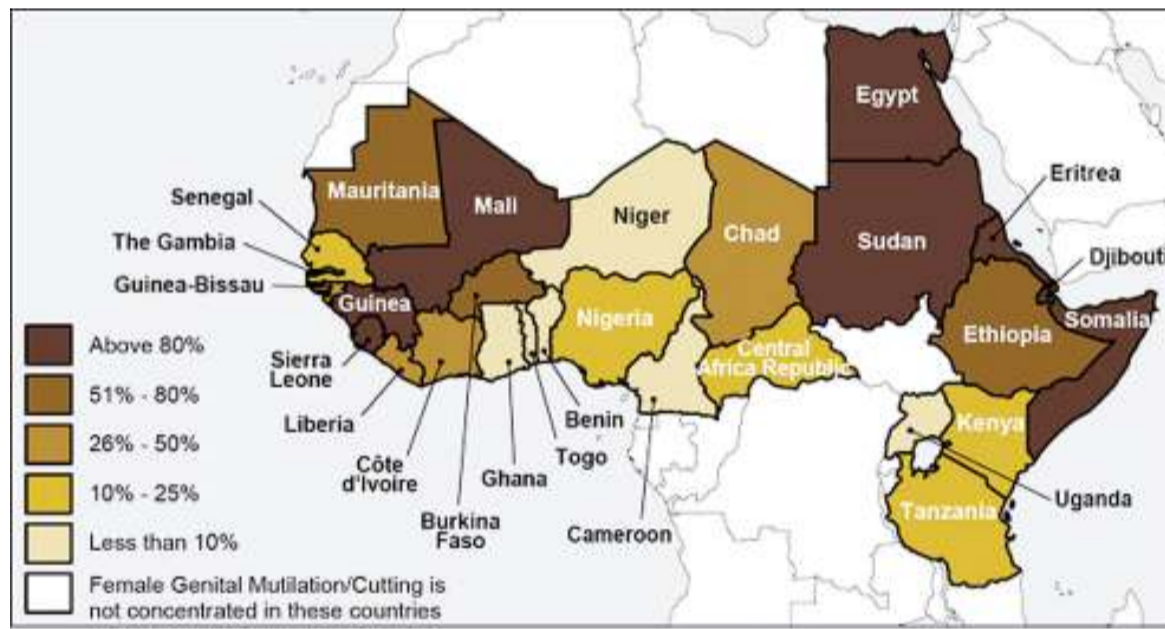 Egypt
Eritrea
Mauritania
Senegal
Mali
Niger
Chad
Sudan
The Gambia
Djibouti
Guinea-Bissau
Guinea
Nigeria
Ethiopia
Somalia
Above 80%
Sierra
Leone
Central
Africa Republic
51% - 80%
Liberia
Benin
Kenya
26% - 50%
Côte
d'Ivoire
Togo
Ghana
Uganda
10% - 25%
Burkina
Faso
Cameroon
Tanzania
Less than 10%
Female Genital Mutilation/Cutting is
not concentrated in these countries